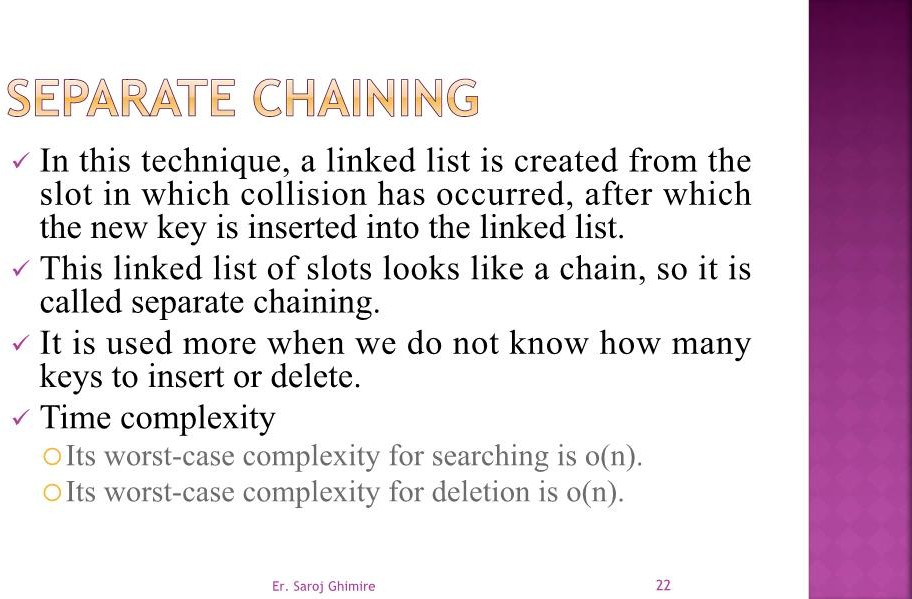 SEPARATE CHAINING
✓ In this technique, a linked list is created from the
slot in which collision has occurred, after which
the new key is inserted into the linked list.
✓ This linked list of slots looks like a chain, so it is
called separate chaining.
✓ It is used more when we do not know how many
keys to insert or delete.
✓ Time complexity
○ Its worst-case complexity for searching is o(n).
○ Its worst-case complexity for deletion is o(n).
Er. Saroj Ghimire 22